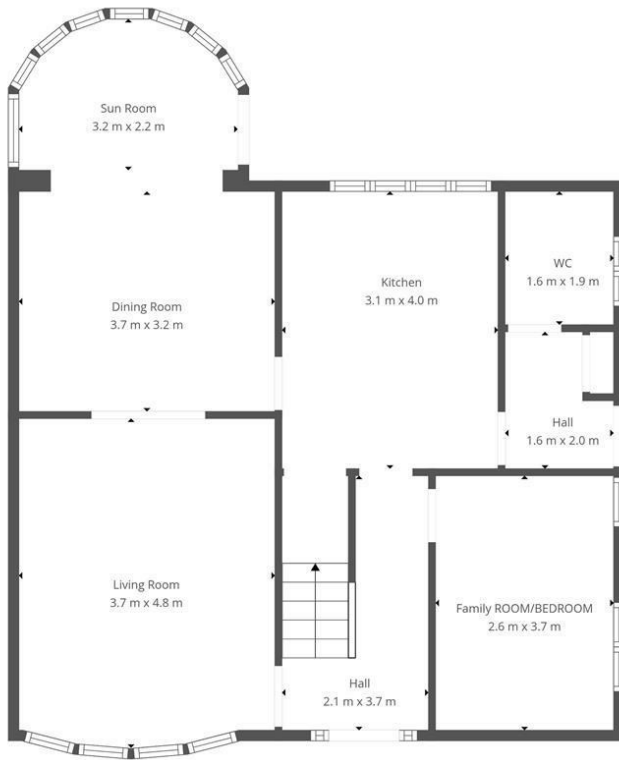 Sun Room
3.2 m x 2.2 m
WC
1.6 m x 1.9 m
Kitchen
3.1 m x 4.0 m
Dining Room
3.7 m x 3.2 m
Hall
1.6 m x 2.0 m
Living Room
3.7 m x 4.8 m
Family ROOM/BEDROOM
2.6 m x 3.7 m
Hall
2.1 m x 3.7 m